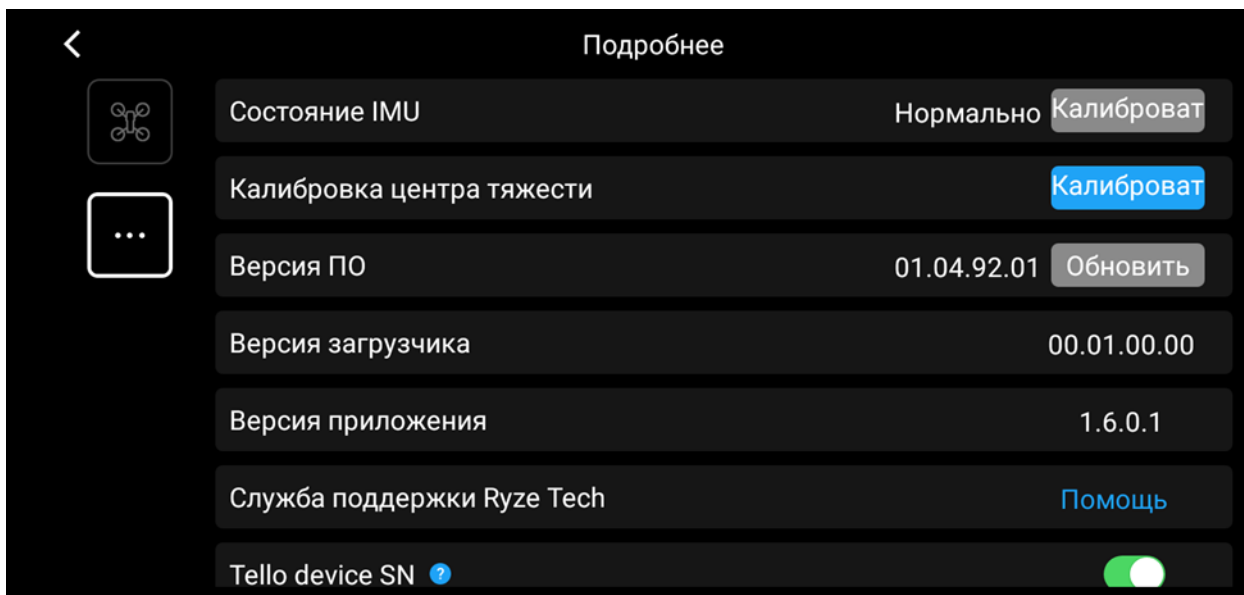 Подробнее
Состояние IMU Нормально Калиброват
Калибровка центра тяжести Калиброват
Версия ПО 01.04.92.01 Обновить
Версия загрузчика 00.01.00.00
Версия приложения 1.6.0.1
Служба поддержки Ryze Tech Помощь
Tello device SN ?